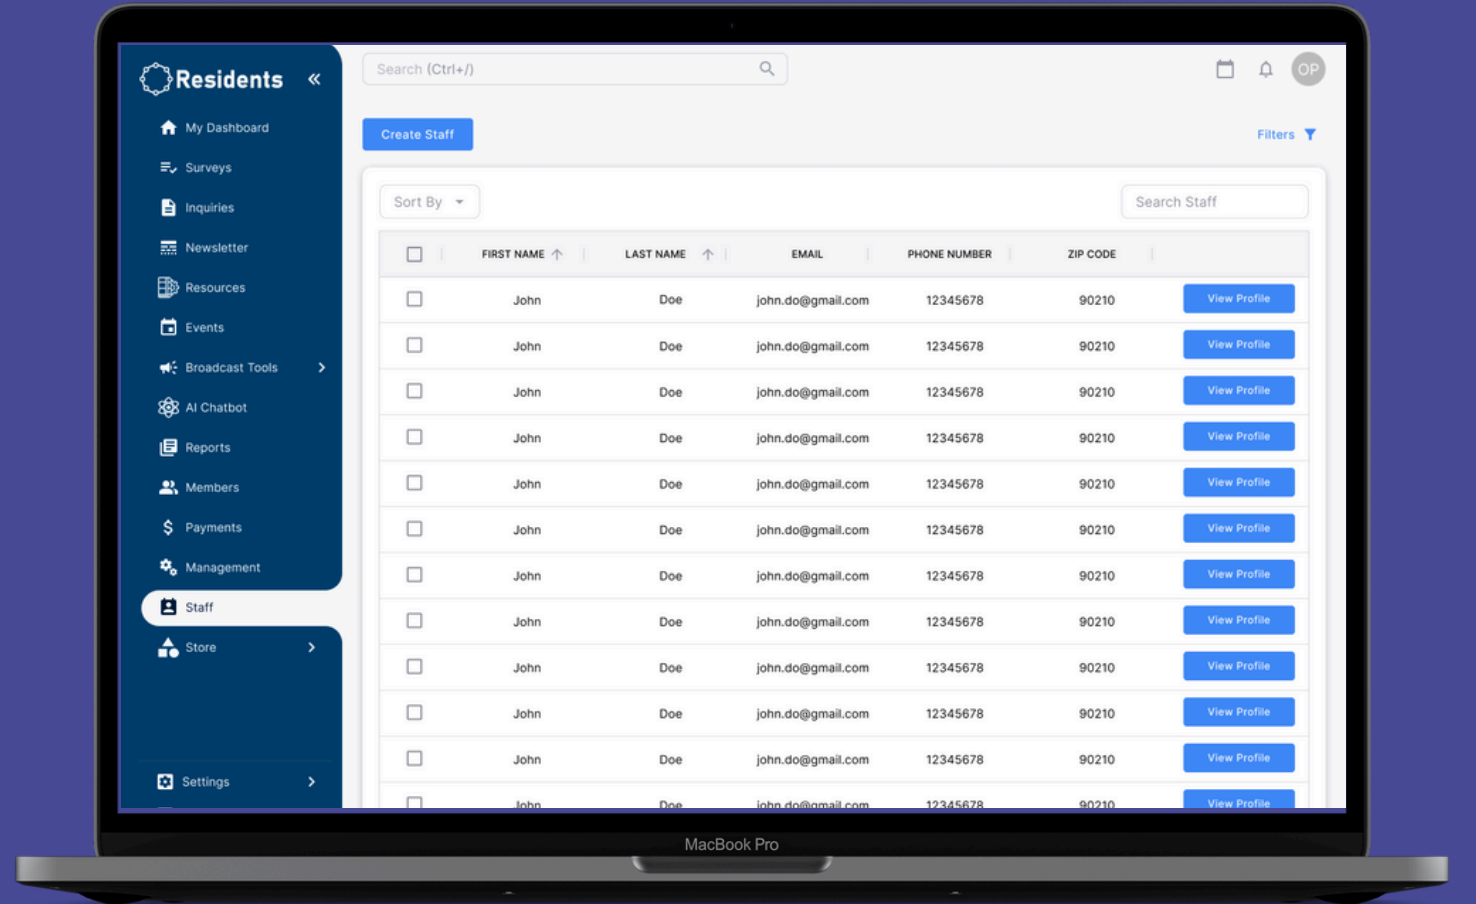 Residents «
Search (Ctrl+/)
OP
My Dashboard
Surveys
Inquiries
Newsletter
Resources
Events
Broadcast Tools
AI Chatbot
Reports
Members
Payments
Management
Staff
Store
Settings
Create Staff
Filters
Sort By
Search Staff
FIRST NAME LAST NAME EMAIL PHONE NUMBER ZIP CODE
John Doe john.do@gmail.com 12345678 90210 View Profile
John Doe john.do@gmail.com 12345678 90210 View Profile
John Doe john.do@gmail.com 12345678 90210 View Profile
John Doe john.do@gmail.com 12345678 90210 View Profile
John Doe john.do@gmail.com 12345678 90210 View Profile
John Doe john.do@gmail.com 12345678 90210 View Profile
John Doe john.do@gmail.com 12345678 90210 View Profile
John Doe john.do@gmail.com 12345678 90210 View Profile
John Doe john.do@gmail.com 12345678 90210 View Profile
John Doe john.do@gmail.com 12345678 90210 View Profile
John Doe john.do@gmail.com 12345678 90210 View Profile
John Doe john.do@gmail.com 12345678 90210 View Profile
MacBook Pro